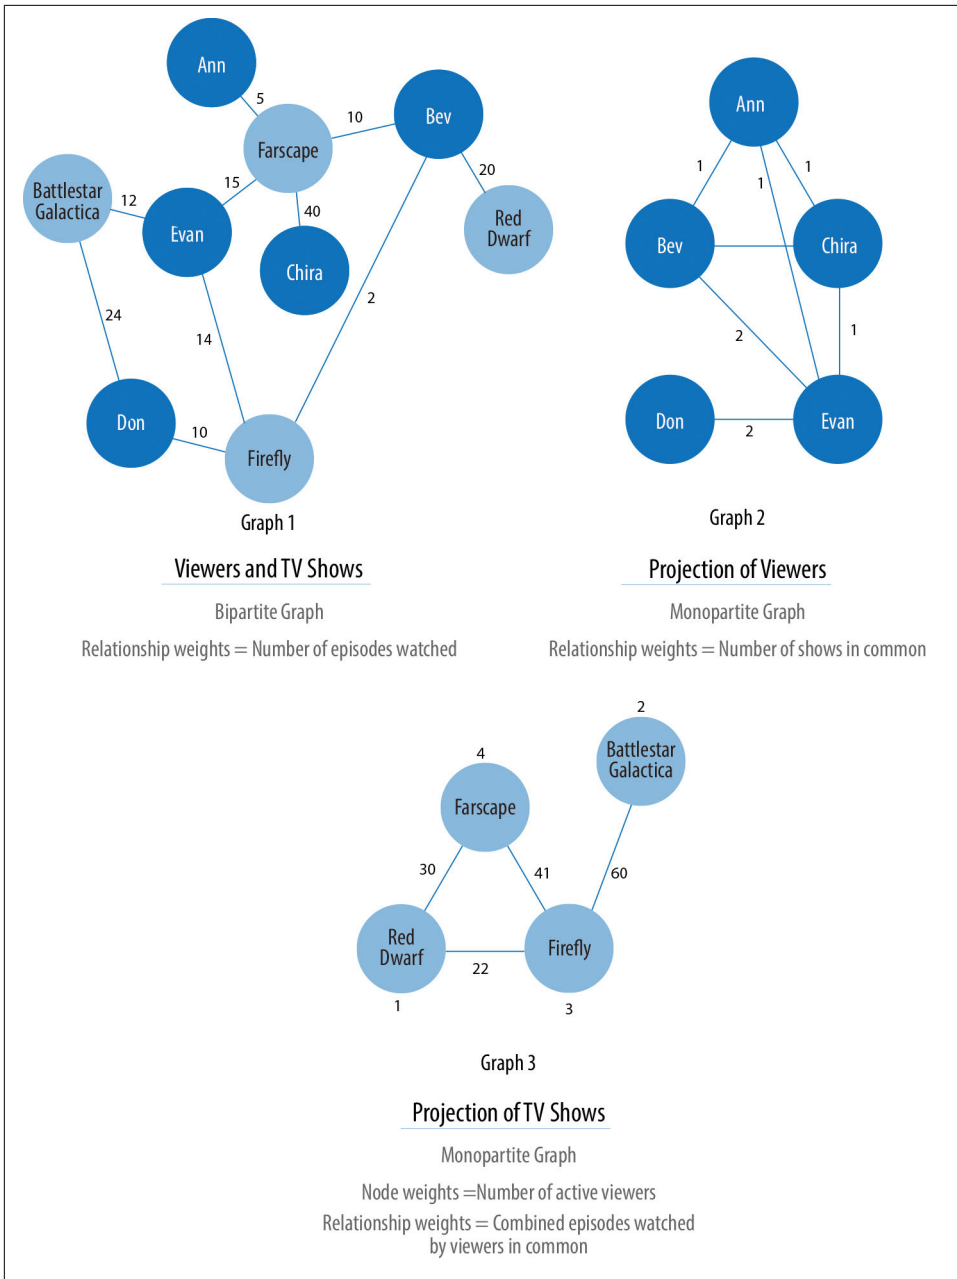 Ann
5
Bev
10
Farscape
20
Battlestar
Galactica
12
15
40
Evan
Red
Dwarf
Chira
2
24
14
Don
10
Firefly
Graph 1
Viewers and TV Shows
Bipartite Graph
Relationship weights = Number of episodes watched
Ann
1
1
1
Bev
Chira
2
1
Don
2
Evan
Graph 2
Projection of Viewers
Monopartite Graph
Relationship weights = Number of shows in common
2
Battlestar
Galactica
4
Farscape
30
41
60
Red
Dwarf
22
Firefly
1
3
Graph 3
Projection of TV Shows
Monopartite Graph
Node weights =Number of active viewers
Relationship weights = Combined episodes watched
by viewers in common